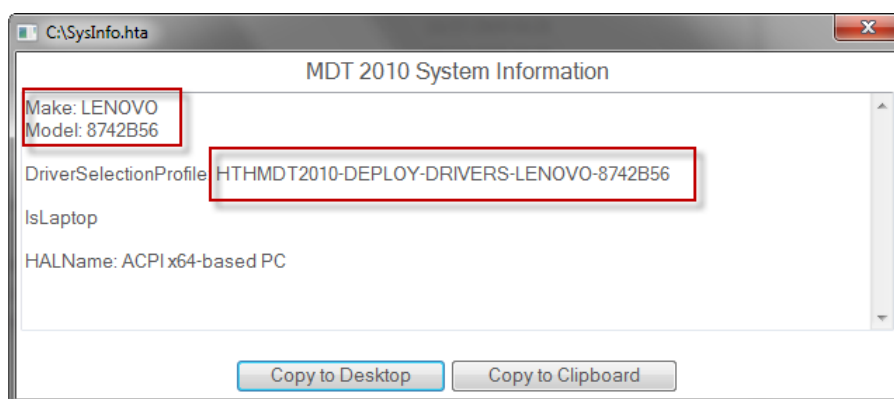 C:\SysInfo.hta
MDT 2010 System Information
Make: LENOVO
Model: 8742B56
DriverSelectionProfile: HTHMDT2010-DEPLOY-DRIVERS-LENOVO-8742B56
IsLaptop
HALName: ACPI x64-based PC
Copy to Desktop Copy to Clipboard